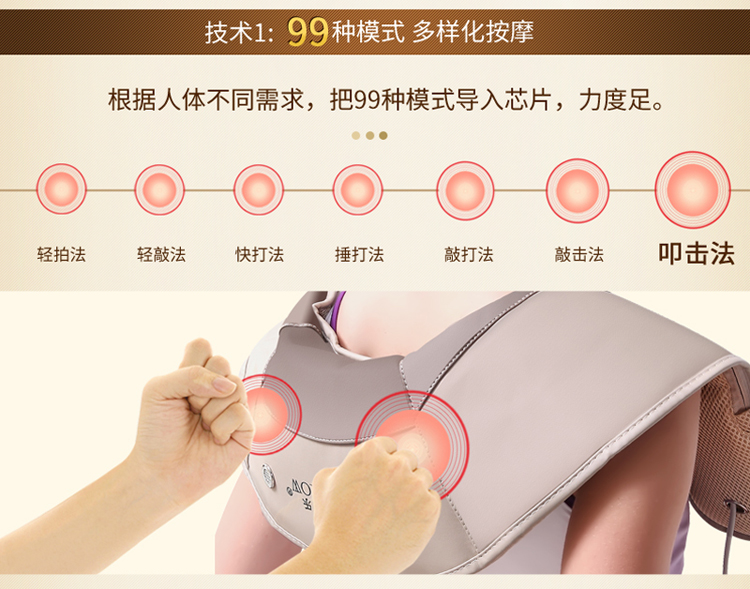 技术1: 99种模式 多样化按摩
根据人体不同需求，把99种模式导入芯片，力度足。
轻拍法 轻敲法 快打法 捶打法 敲打法 敲击法 叩击法